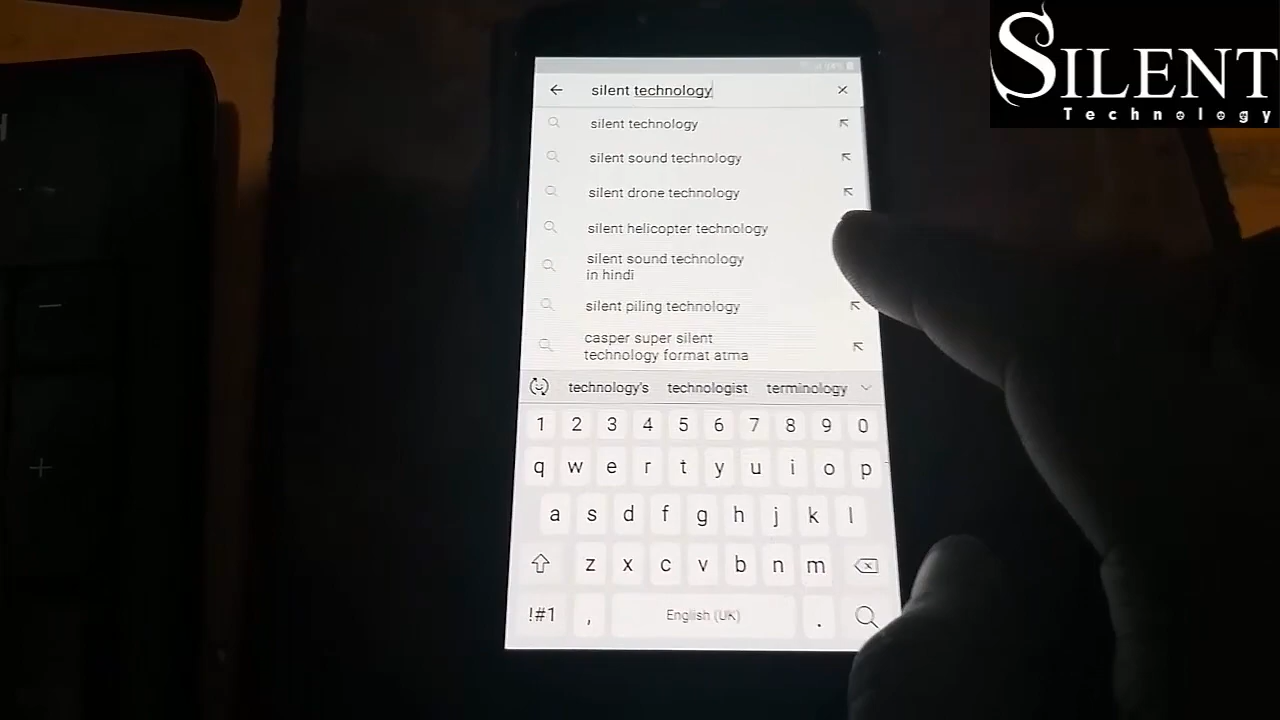 SILENT
Technology
silent technology
silent technology
silent sound technology
silent drone technology
silent helicopter technology
silent sound technology
in hindi
silent piling technology
casper super silent
technology format atma
technology's technologist terminology
1 2 3 4 5 6 7 8 9 0
q w e r t y u i o p
a s d f g h j k l
z x c v b n m
!#1 , English (UK) .